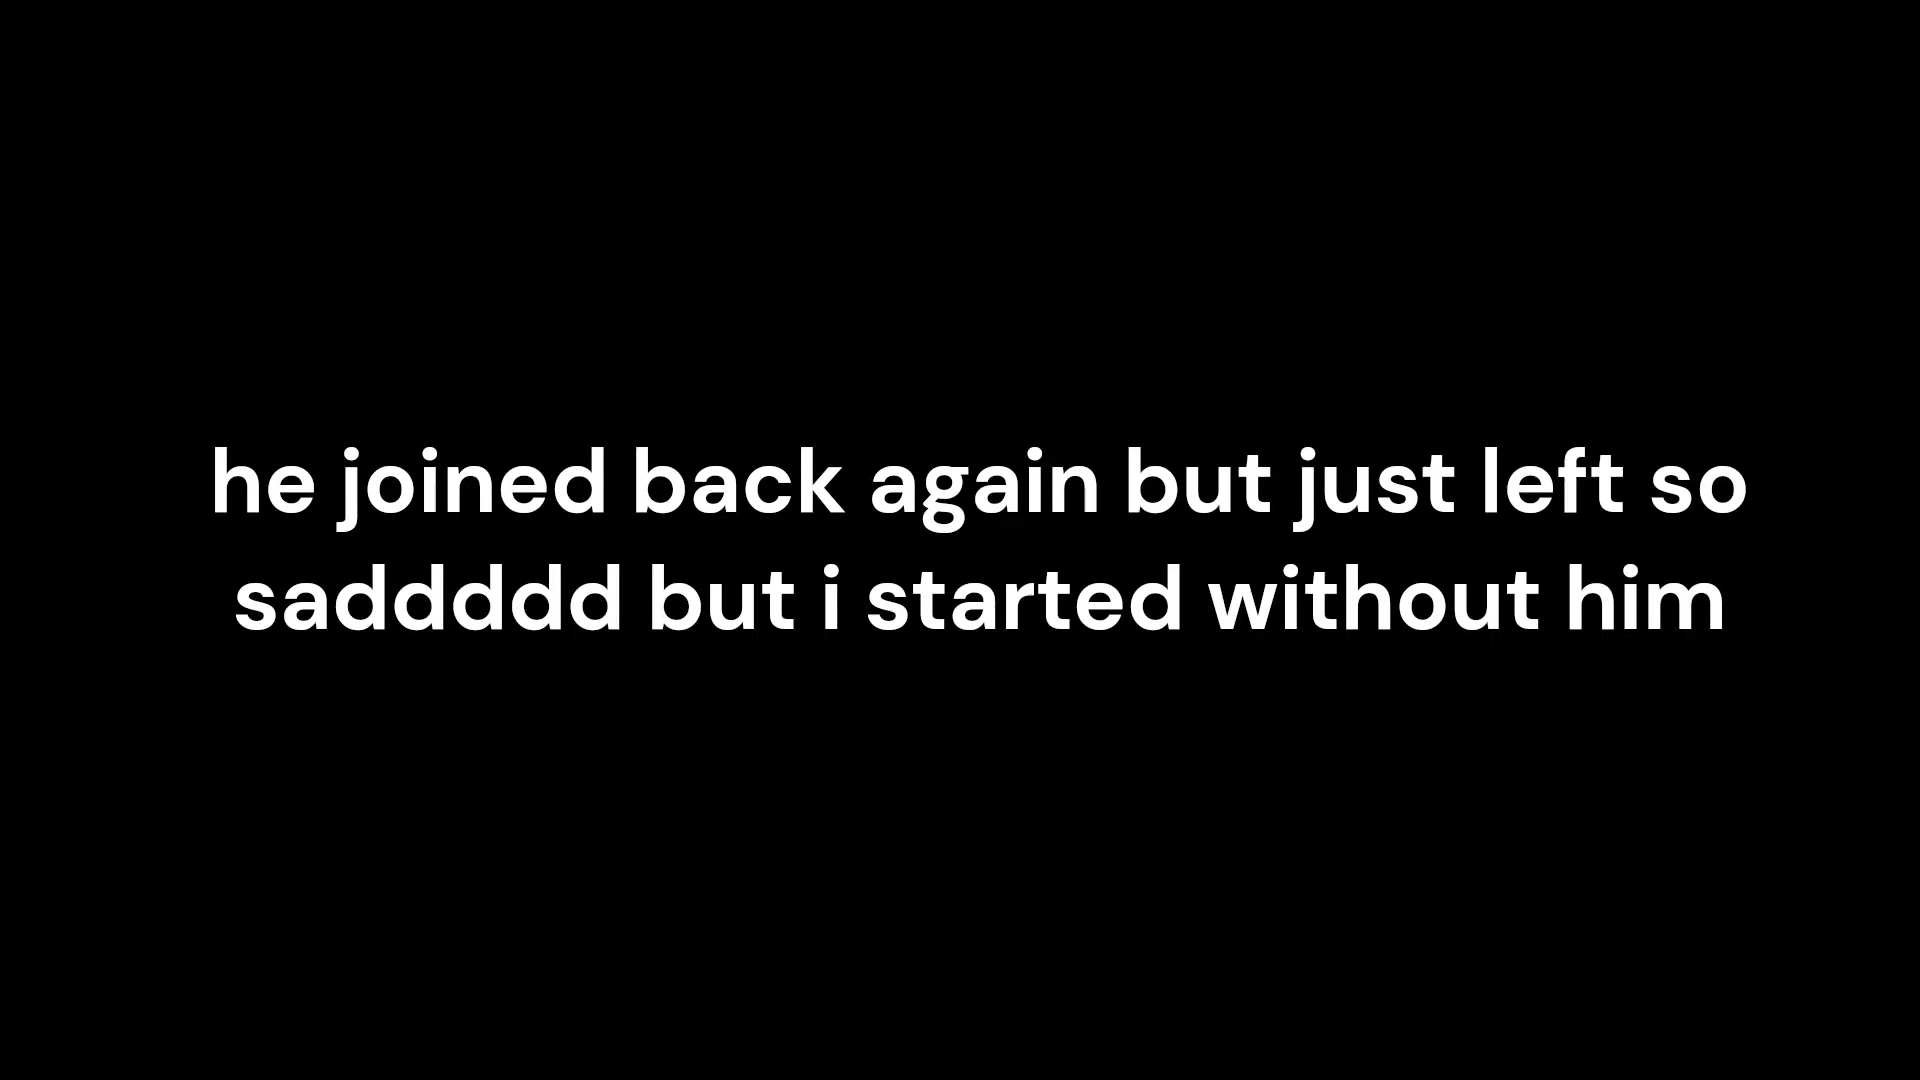 he joined back again but just left so
sadddddd but i started without him